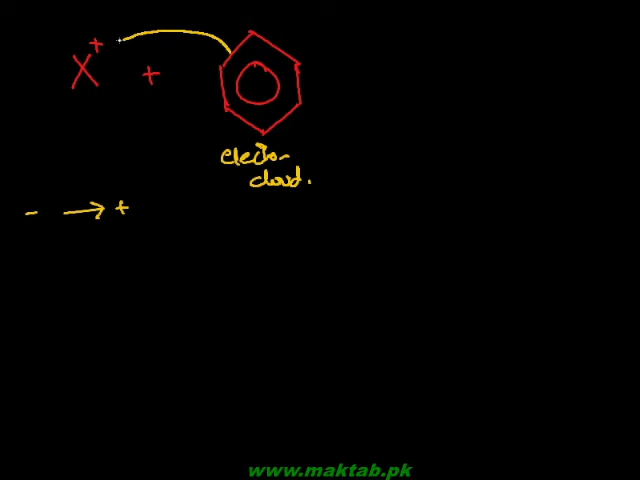 X+ +
electro-
cloud.
- → +
www.maktab.pk